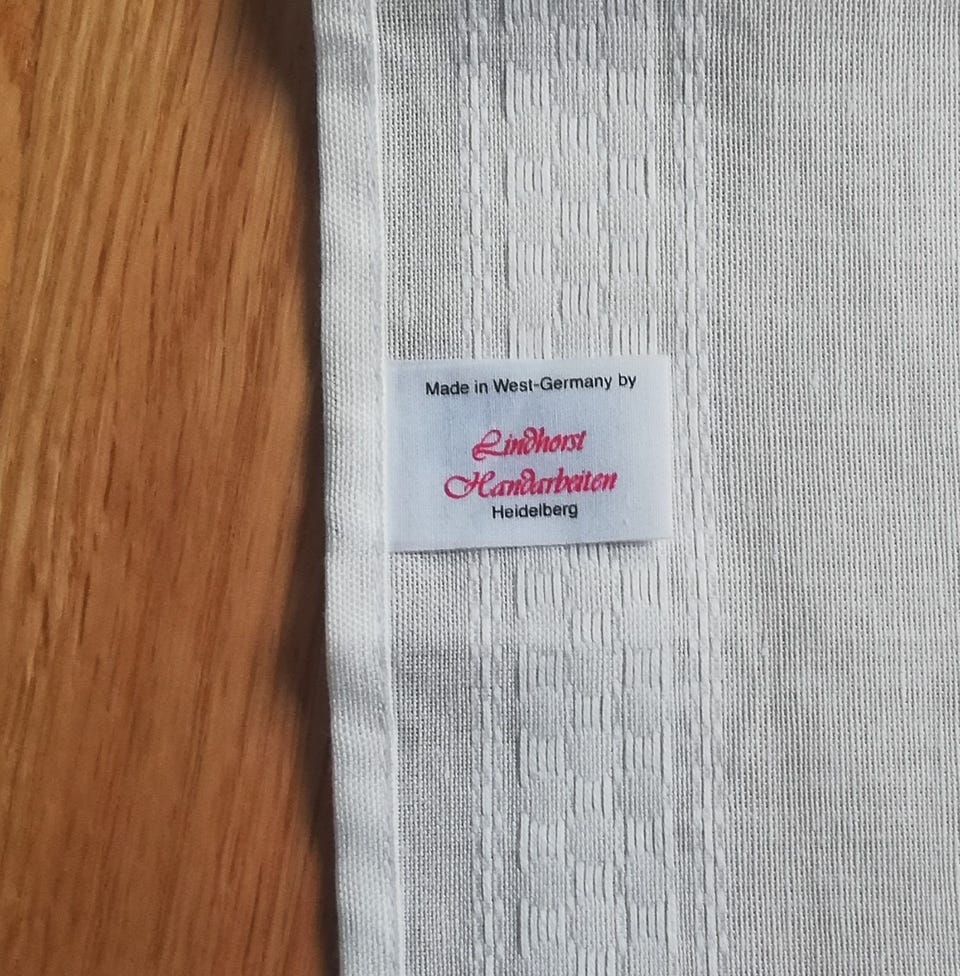 Made in West-Germany by
Lindhorst
Handarbeiten
Heidelberg